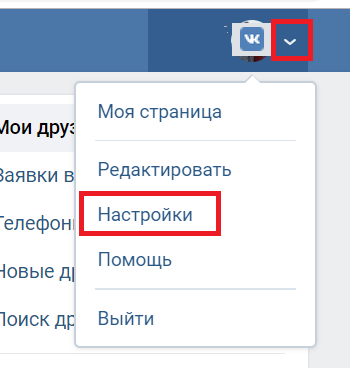 Моя страница
Мои друз
Редактировать
Заявки в
Настройки
Телефон
Помощь
Новые др
Выйти
Поиск др